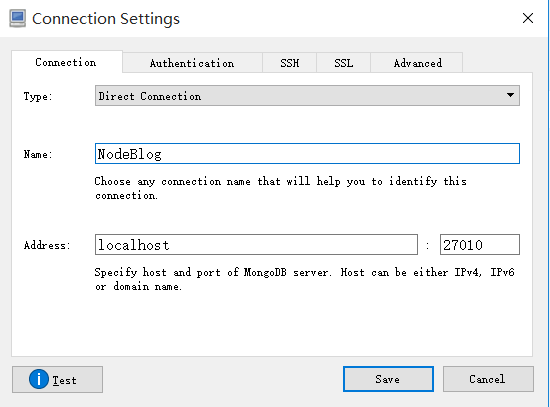 Connection Settings
Connection Authentication SSH SSL Advanced
Type: Direct Connection
Name: NodeBlog
Choose any connection name that will help you to identify this
connection.
Address: localhost : 27010
Specify host and port of MongoDB server. Host can be either IPv4, IPv6
or domain name.
i Test Save Cancel